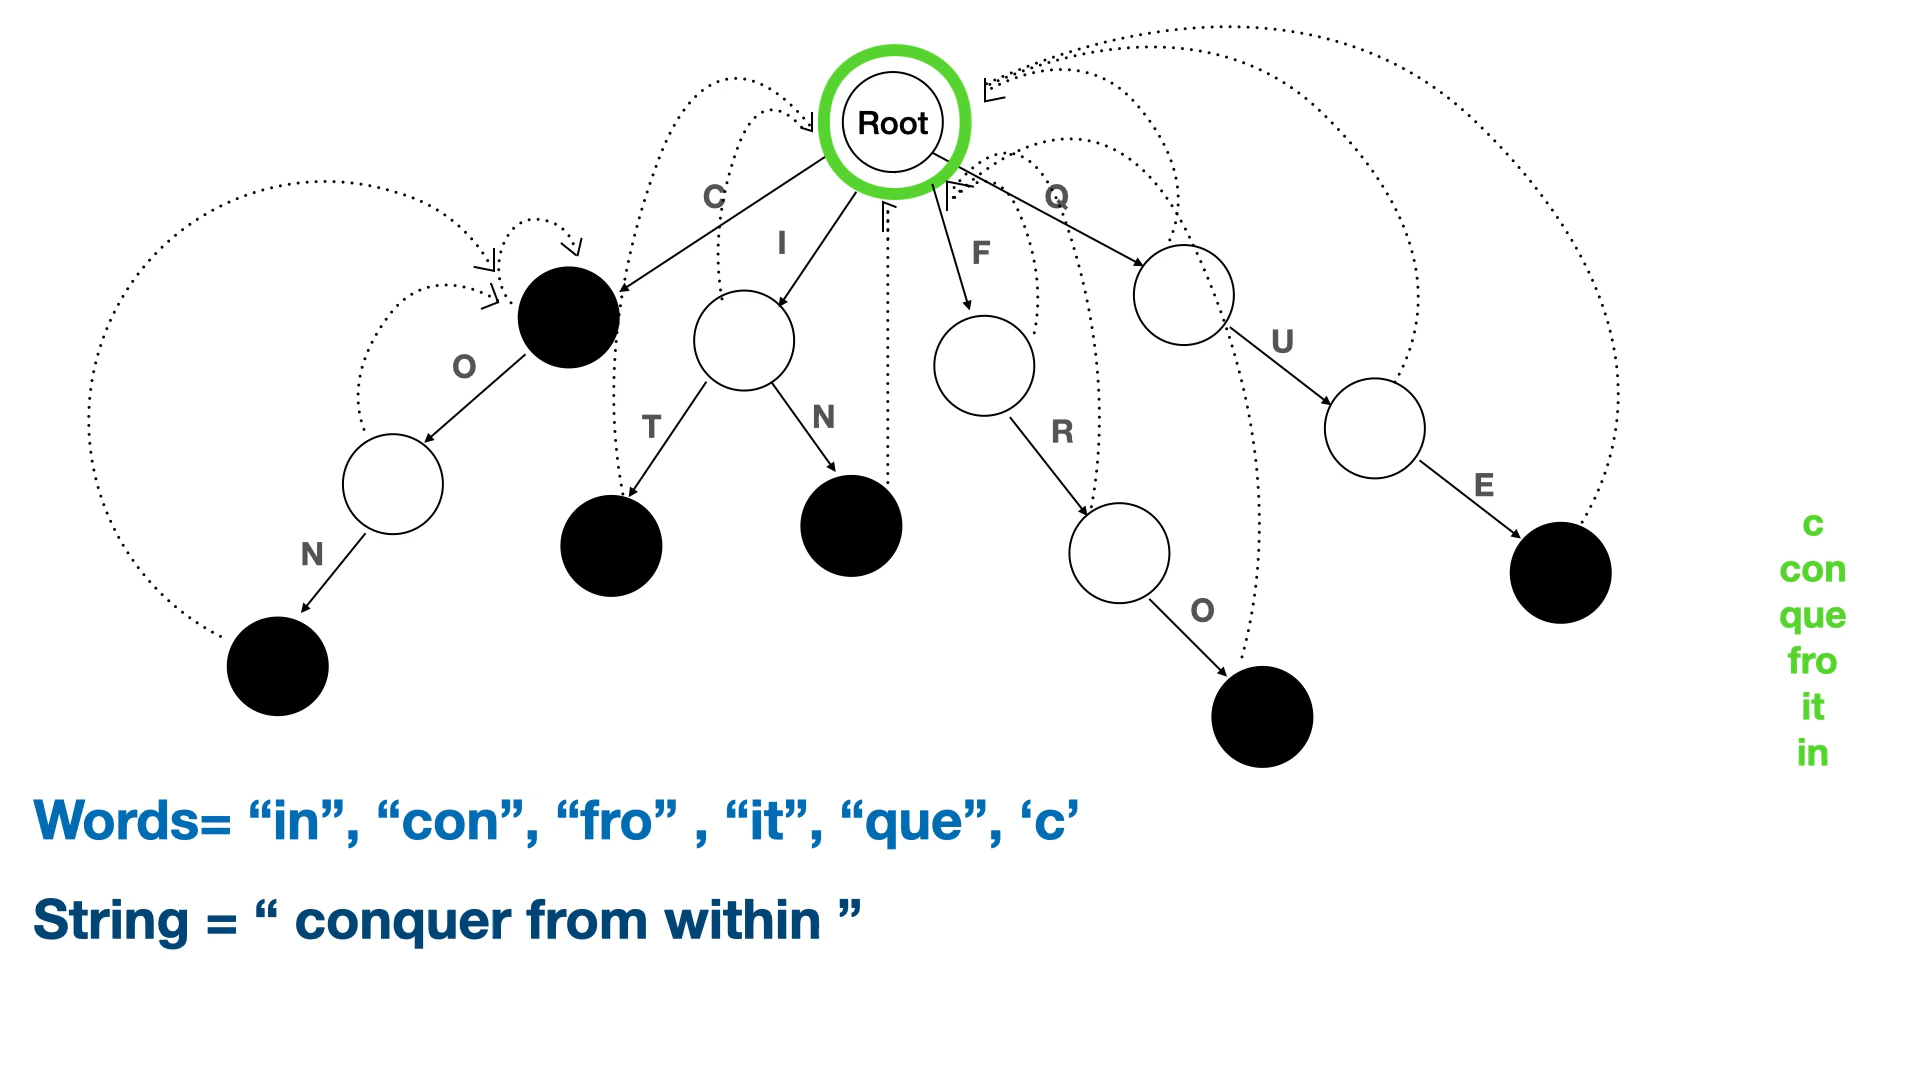 Root
C
Q
I
F
U
O
T
N
R
E
N
O
c
con
que
fro
it
in
Words= “in”, “con”, “fro” , “it”, “que”, ‘c’
String = “ conquer from within ”